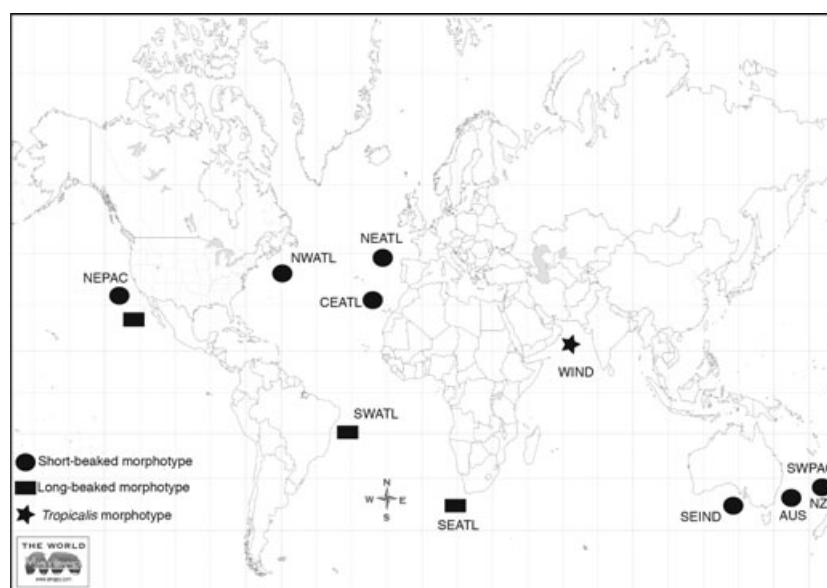 NEATL
NWATL
NEPAC
CEATL
WIND
SWATL
Short-beaked morphotype
Long-beaked morphotype
Tropicalis morphotype
N
W E
S
SEATL
SEIND
AUS
SWPAC
NZ
THE WORLD